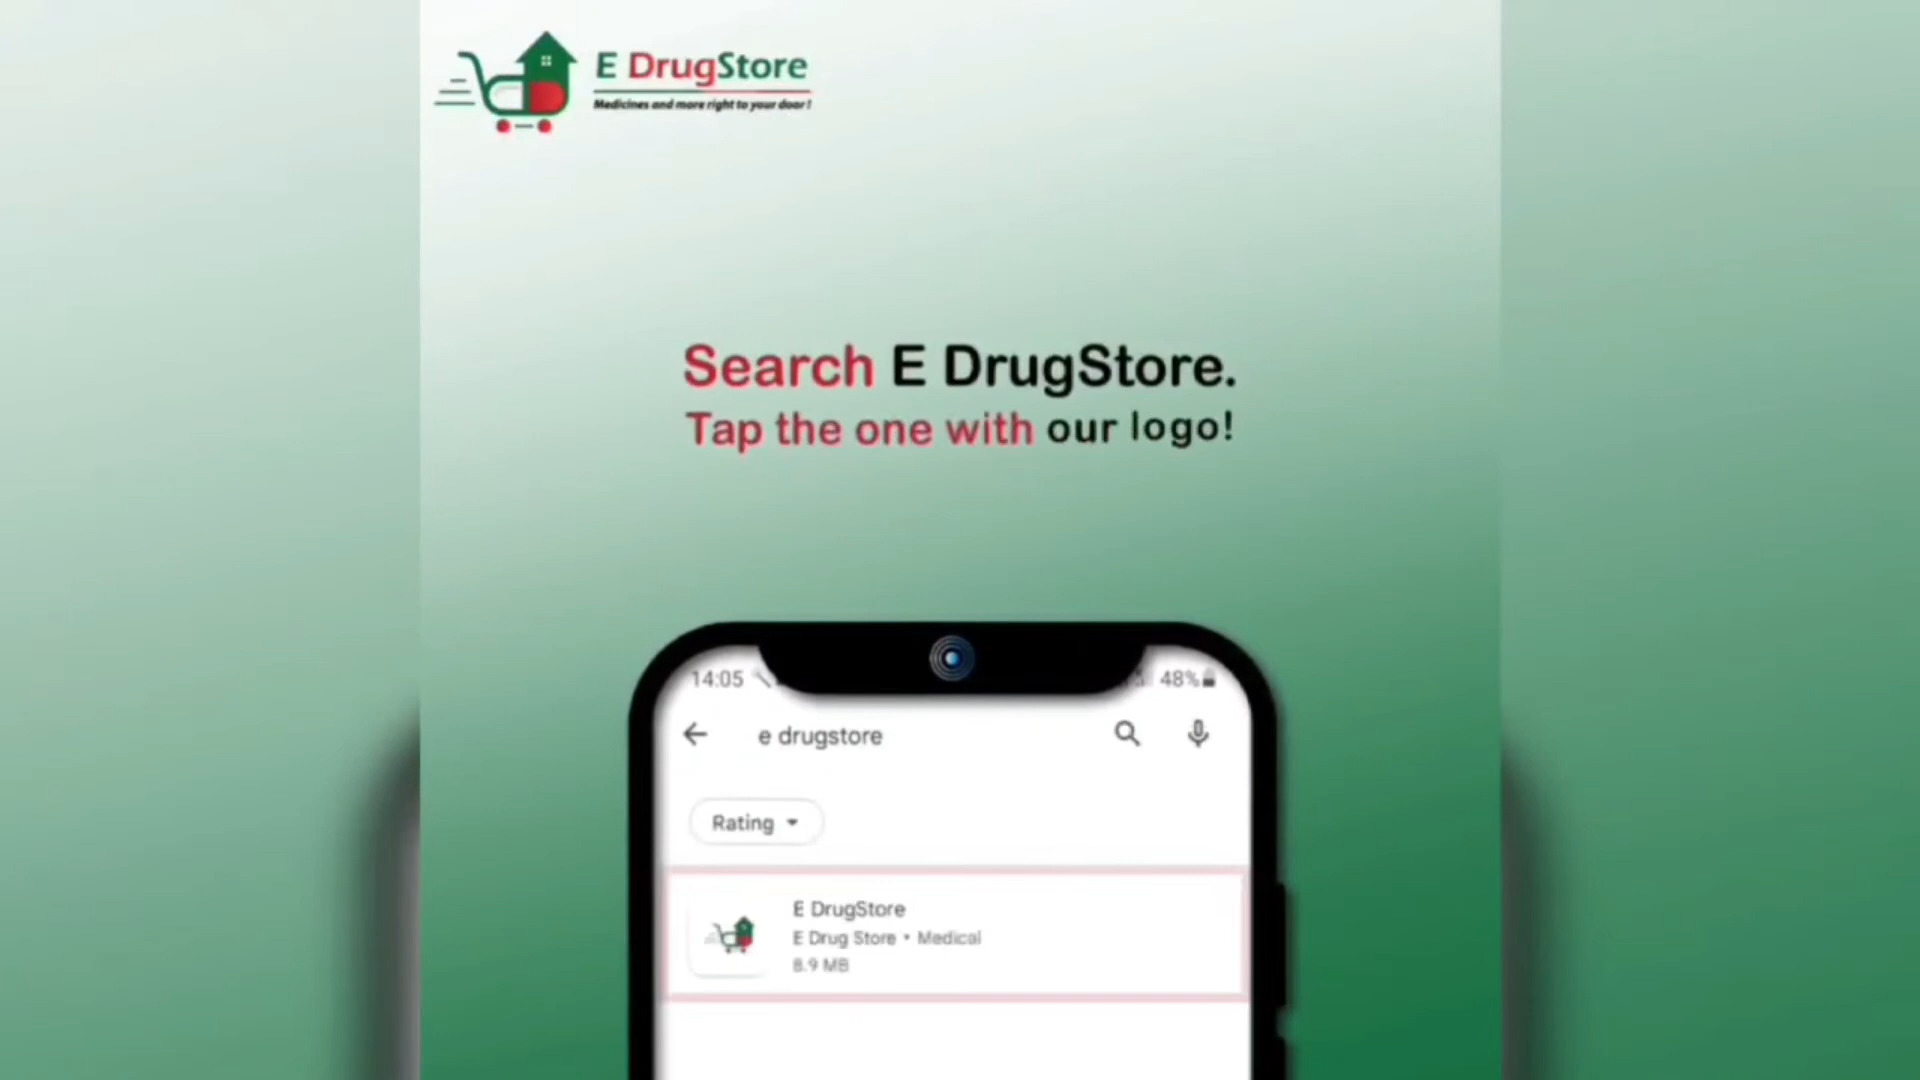 E DrugStore
Medicines and more right to your door !
Search E DrugStore.
Tap the one with our logo!
14:05 48%
e drugstore
Rating
E DrugStore
E Drug Store • Medical
8.9 MB